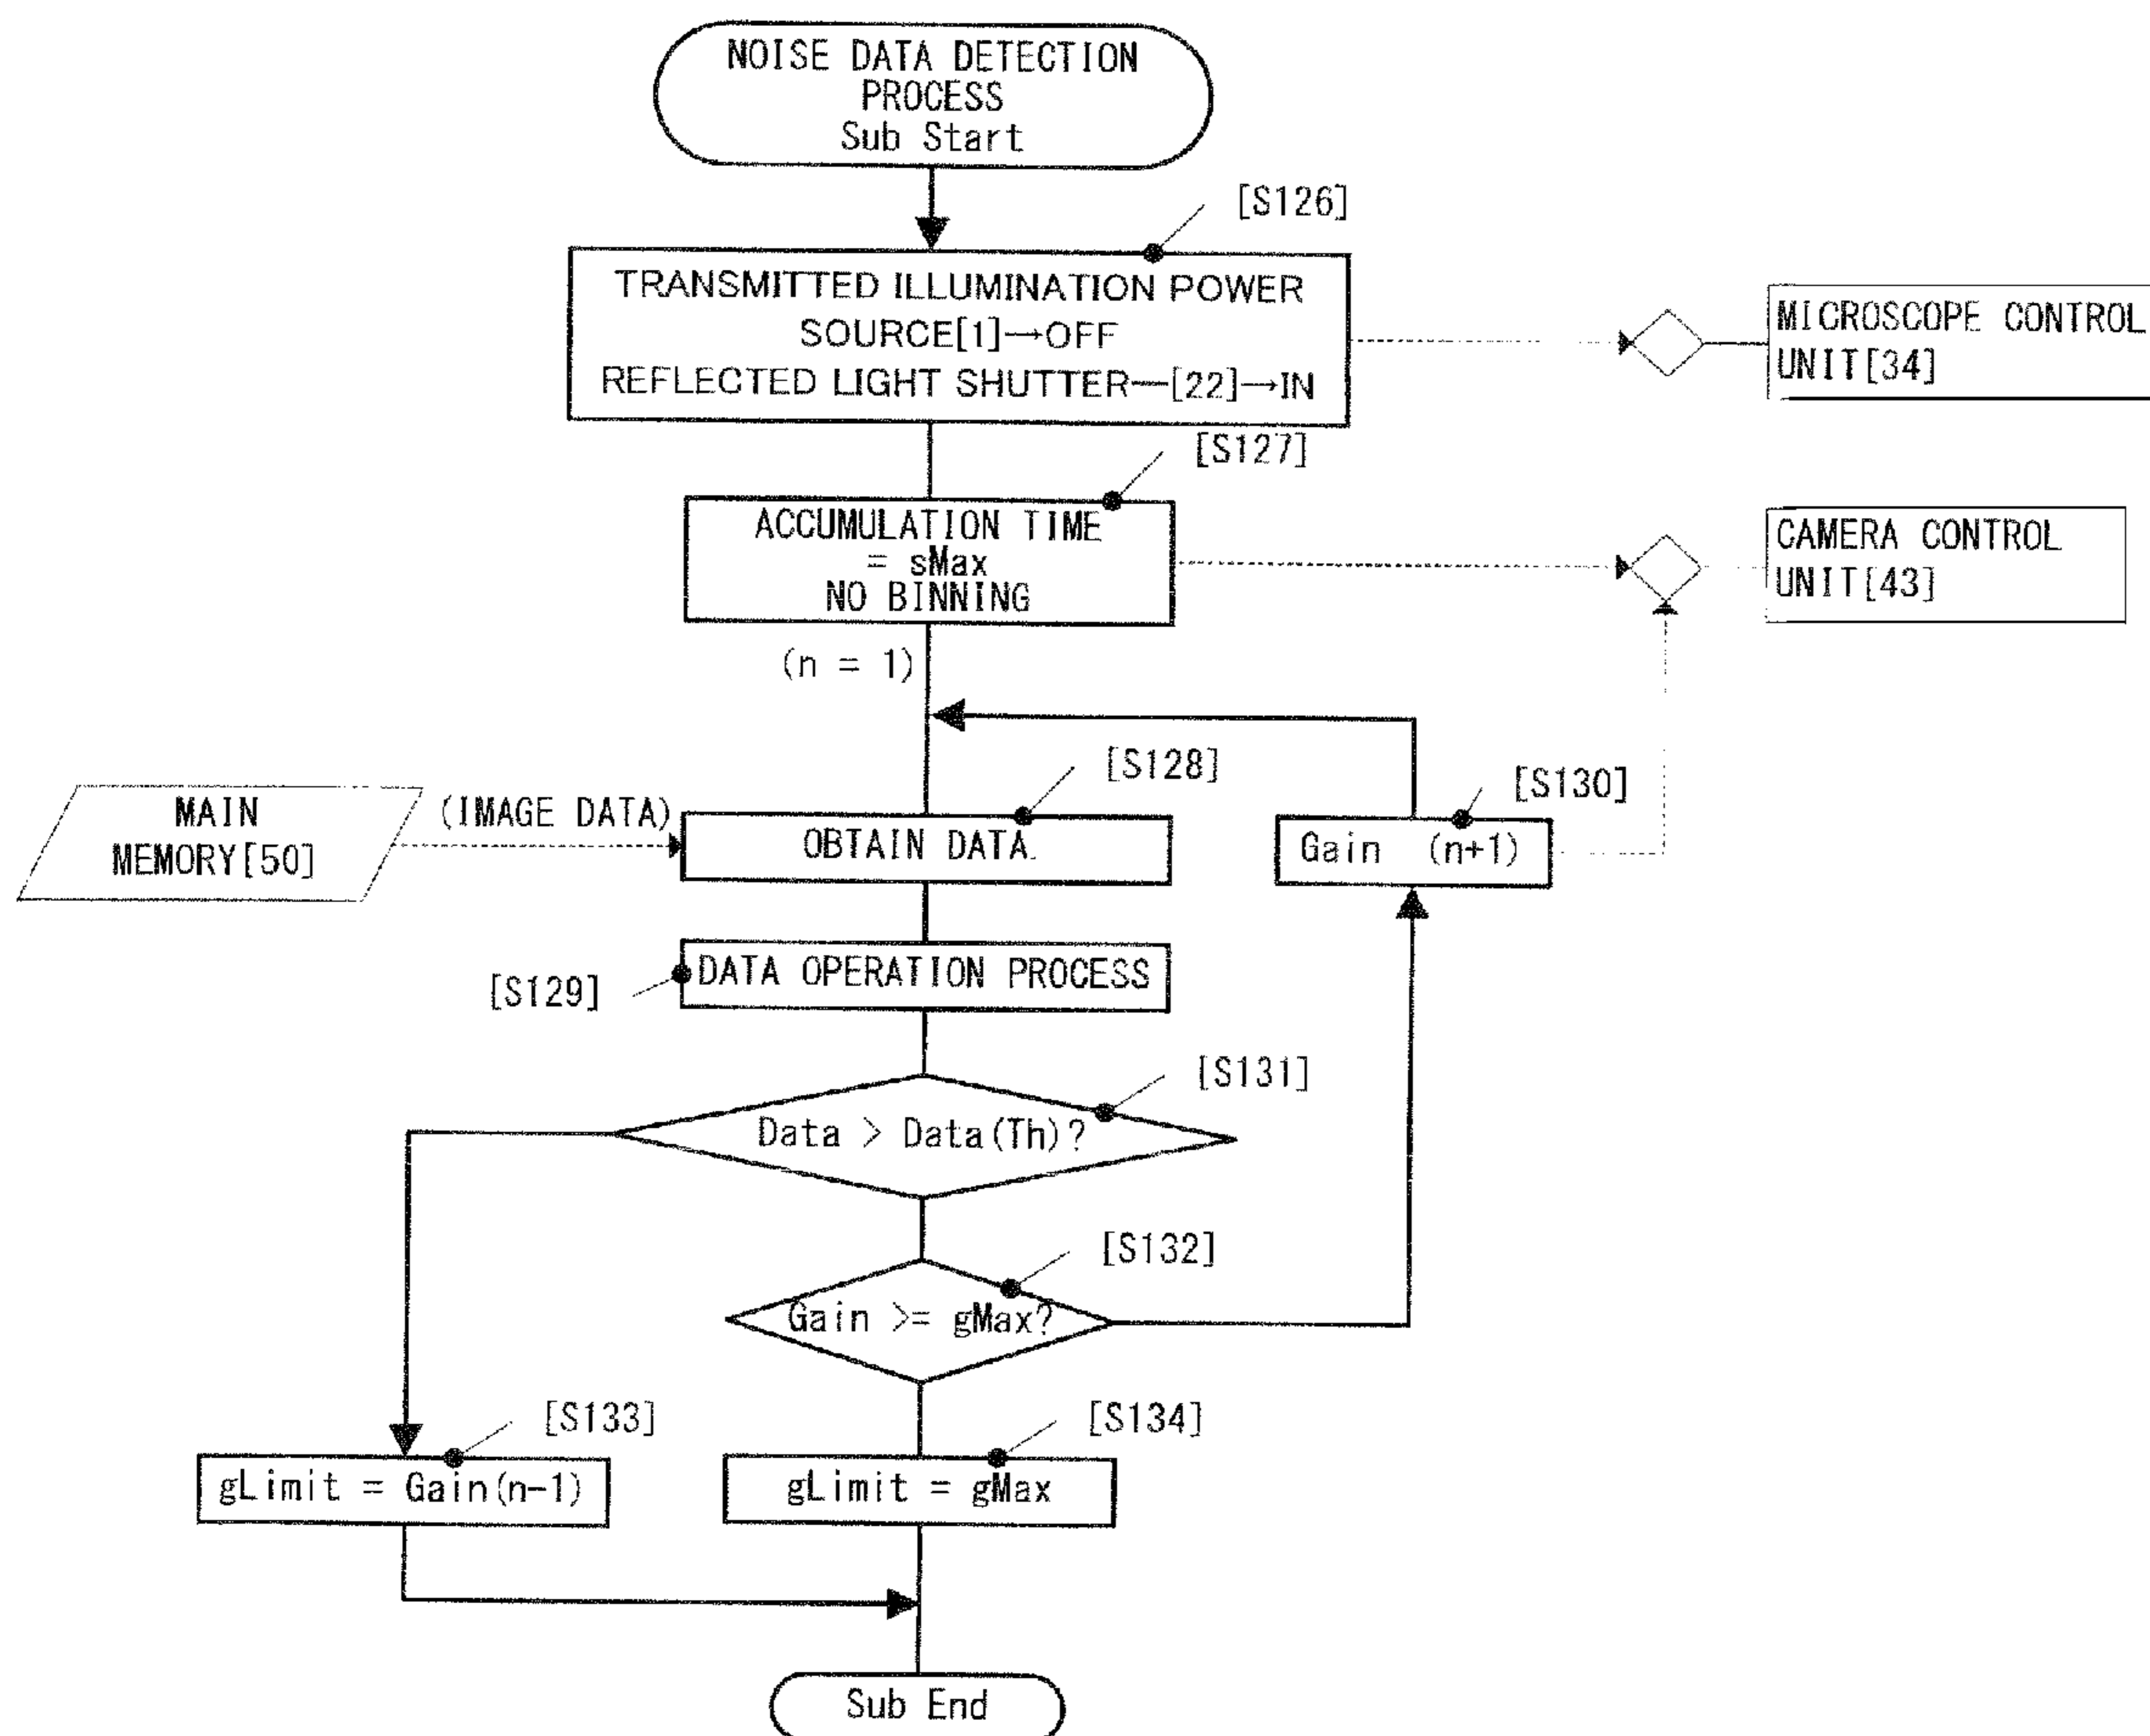 NOISE DATA DETECTION
PROCESS
Sub Start
[S126]
TRANSMITTED ILLUMINATION POWER
SOURCE[1]→OFF
REFLECTED LIGHT SHUTTER—[22]→IN
MICROSCOPE CONTROL
UNIT[34]
[S127]
ACCUMULATION TIME
= sMax
NO BINNING
CAMERA CONTROL
UNIT[43]
(n = 1)
[S128]
[S130]
MAIN
MEMORY[50]
(IMAGE DATA)
OBTAIN DATA
Gain (n+1)
[S129]
DATA OPERATION PROCESS
[S131]
Data > Data(Th)?
[S132]
Gain >= gMax?
[S133]
[S134]
gLimit = Gain(n-1)
gLimit = gMax
Sub End